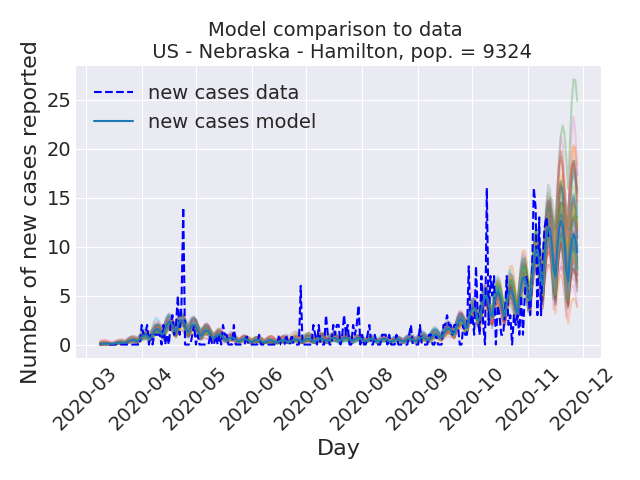 Model comparison to data
US - Nebraska - Hamilton, pop. = 9324
new cases data
new cases model
Number of new cases reported
25
20
15
10
5
0
2020-03
2020-04
2020-05
2020-06
2020-07
2020-08
2020-09
2020-10
2020-11
2020-12
Day